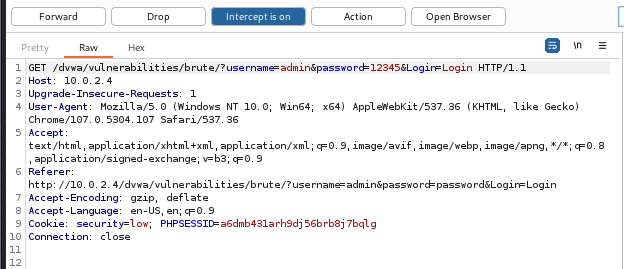 Forward Drop Intercept is on Action Open Browser
Pretty Raw Hex \n
1 GET /dvwa/vulnerabilities/brute/?username=admin&password=12345&Login=Login HTTP/1.1
2 Host: 10.0.2.4
3 Upgrade-Insecure-Requests: 1
4 User-Agent: Mozilla/5.0 (Windows NT 10.0; Win64; x64) AppleWebKit/537.36 (KHTML, like Gecko)
Chrome/107.0.5304.107 Safari/537.36
5 Accept:
text/html,application/xhtml+xml,application/xml;q=0.9,image/avif,image/webp,image/apng,*/*;q=0.8
,application/signed-exchange;v=b3;q=0.9
6 Referer:
http://10.0.2.4/dvwa/vulnerabilities/brute/?username=admin&password=password&Login=Login
7 Accept-Encoding: gzip, deflate
8 Accept-Language: en-US,en;q=0.9
9 Cookie: security=low; PHPSESSID=a6dmb431arh9dj56brb8j7bqlg
10 Connection: close
11
12